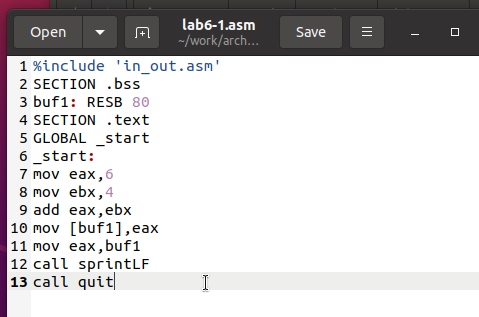 Open lab6-1.asm Save
~/work/arch...
1 %include 'in_out.asm'
2 SECTION .bss
3 buf1: RESB 80
4 SECTION .text
5 GLOBAL _start
6 _start:
7 mov eax,6
8 mov ebx,4
9 add eax,ebx
10 mov [buf1],eax
11 mov eax,buf1
12 call sprintLF
13 call quit